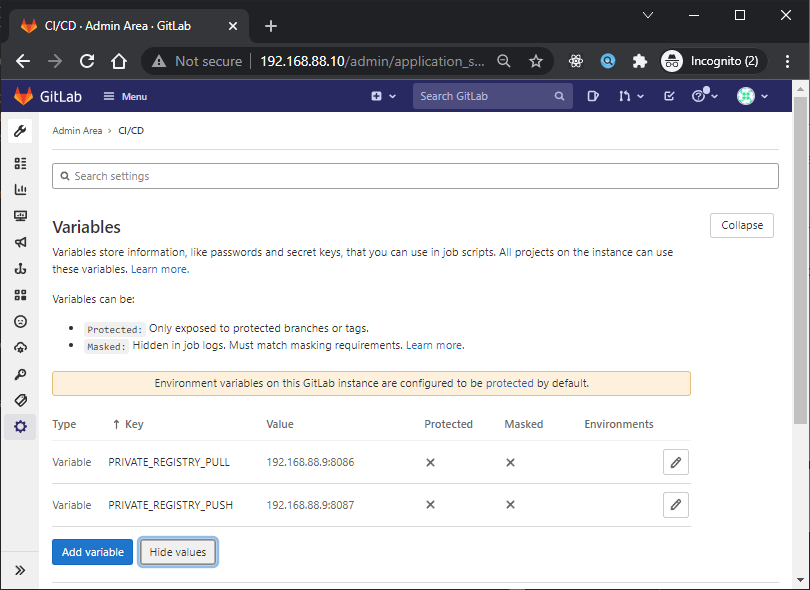 CI/CD · Admin Area · GitLab
Not secure 192.168.88.10/admin/application_s... Incognito (2)
GitLab Menu Search GitLab
Admin Area › CI/CD
Search settings
Variables Collapse
Variables store information, like passwords and secret keys, that you can use in job scripts. All projects on the instance can use
these variables. Learn more.
Variables can be:
• Protected: Only exposed to protected branches or tags.
• Masked: Hidden in job logs. Must match masking requirements. Learn more.
Environment variables on this GitLab instance are configured to be protected by default.
Type ↑ Key Value Protected Masked Environments
Variable PRIVATE_REGISTRY_PULL 192.168.88.9:8086
Variable PRIVATE_REGISTRY_PUSH 192.168.88.9:8087
Add variable Hide values